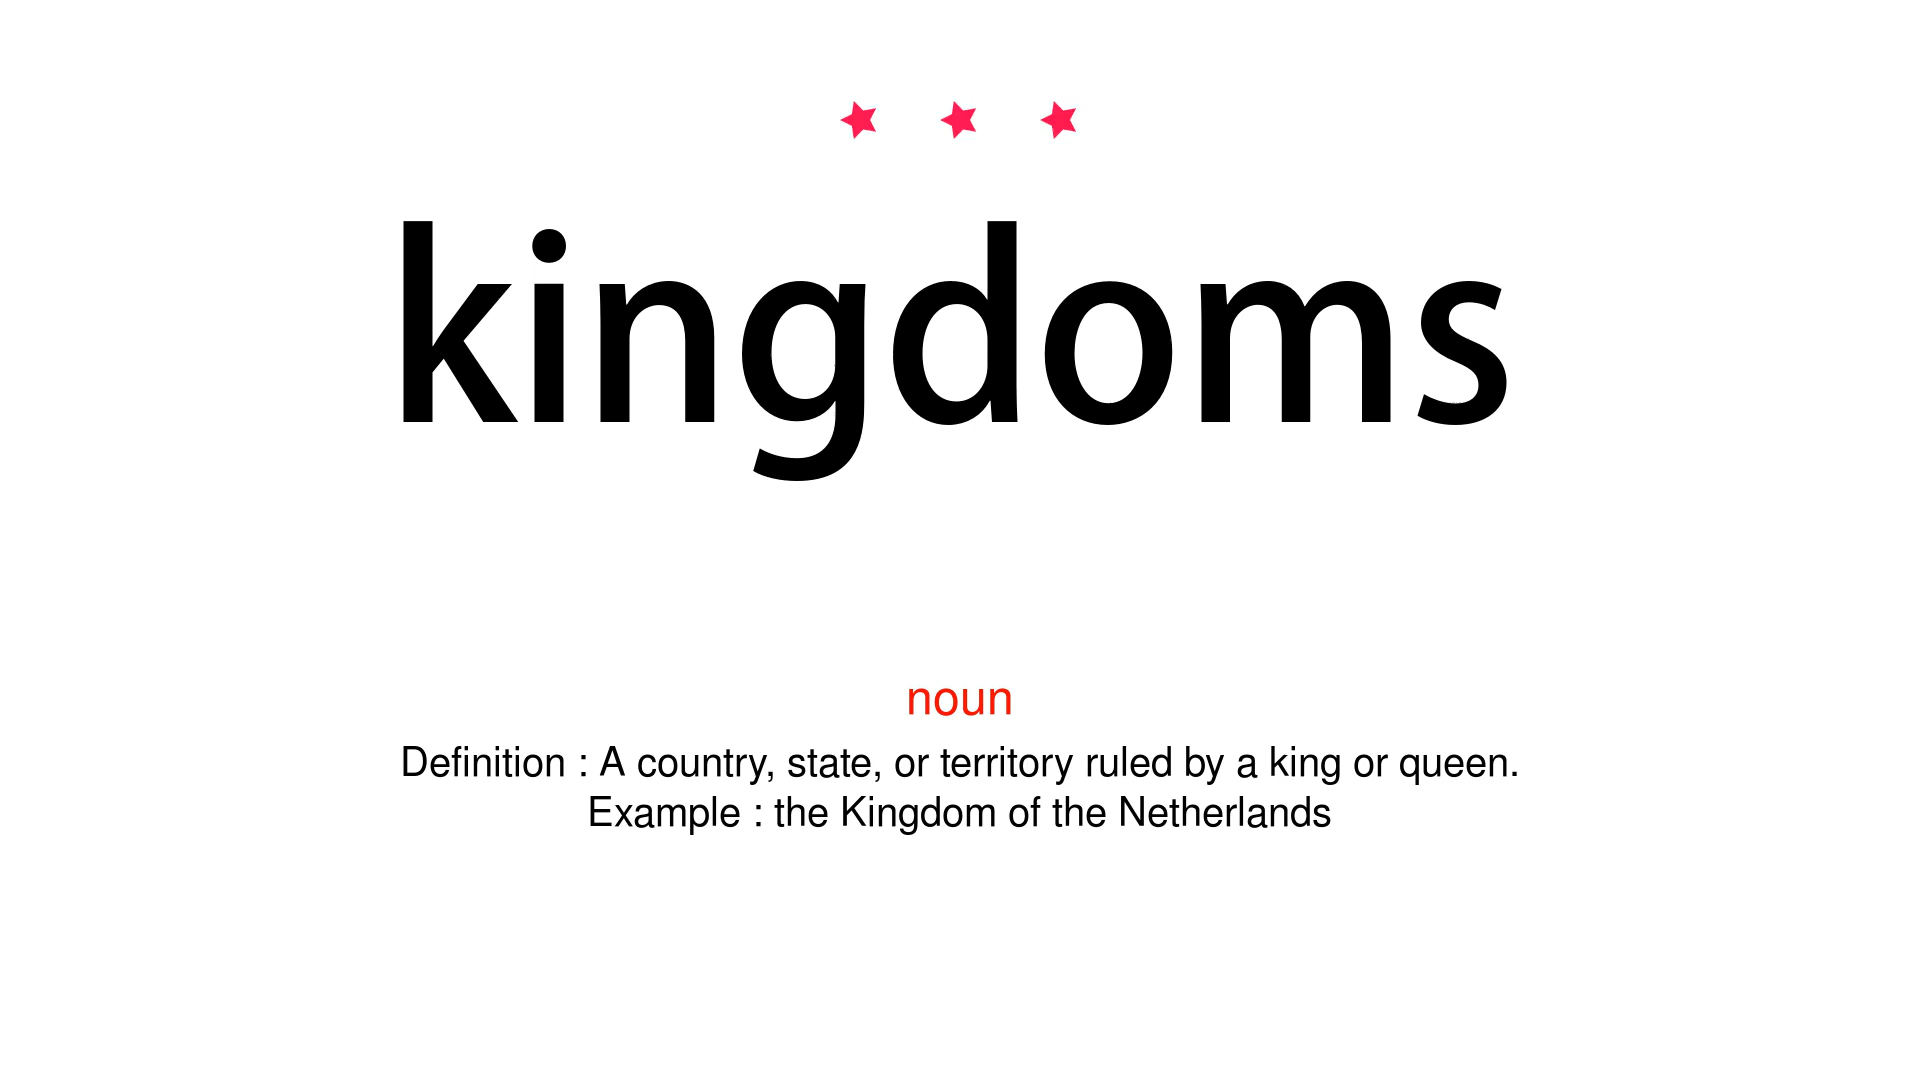 kingdoms
noun
Definition : A country, state, or territory ruled by a king or queen.
Example : the Kingdom of the Netherlands